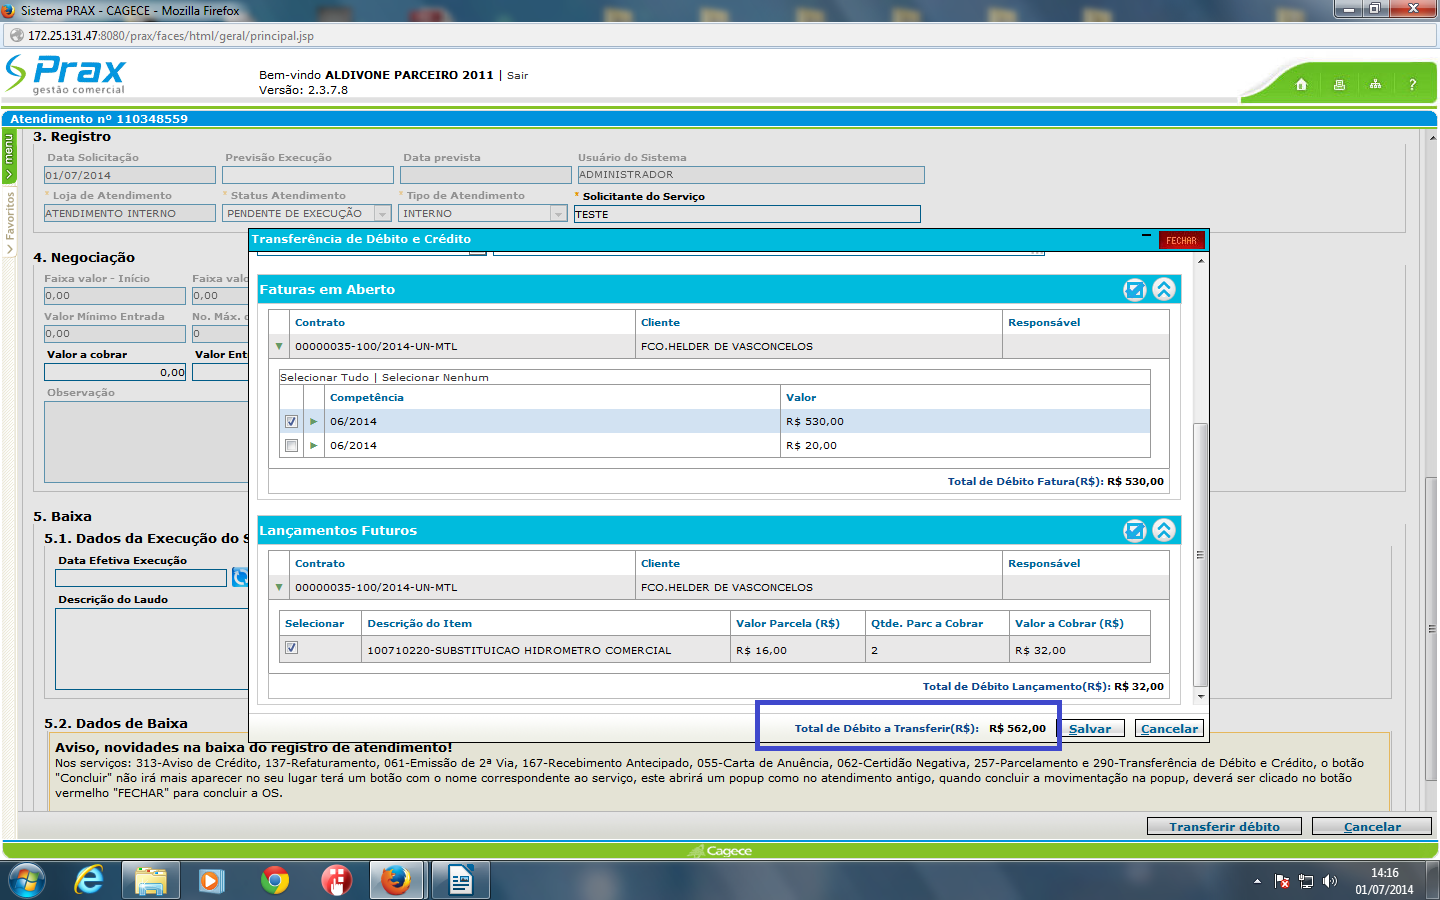 Sistema PRAX - CAGECE - Mozilla Firefox
172.25.131.47:8080/prax/faces/html/geral/principal.jsp
Prax
gestão comercial
Bem-vindo ALDIVONE PARCEIRO 2011 | Sair
Versão: 2.3.7.8
?
Atendimento nº 110348559
menu
Favoritos
3. Registro
Data Solicitação Previsão Execução Data prevista Usuário do Sistema
01/07/2014 ADMINISTRADOR
* Loja de Atendimento * Status Atendimento * Tipo de Atendimento * Solicitante do Serviço
ATENDIMENTO INTERNO PENDENTE DE EXECUÇÃO INTERNO TESTE
4. Negociação
Faixa valor - Início Faixa valo
0,00 0,00
Valor Mínimo Entrada No. Máx. d
0,00 0
Valor a cobrar Valor Ent
0,00
Observação
5. Baixa
5.1. Dados da Execução do S
Data Efetiva Execução
Descrição do Laudo
5.2. Dados de Baixa
Transferência de Débito e Crédito
FECHAR
Faturas em Aberto
Contrato Cliente Responsável
00000035-100/2014-UN-MTL FCO.HELDER DE VASCONCELOS
Selecionar Tudo | Selecionar Nenhum
Competência Valor
06/2014 R$ 530,00
06/2014 R$ 20,00
Total de Débito Fatura(R$): R$ 530,00
Lançamentos Futuros
Contrato Cliente Responsável
00000035-100/2014-UN-MTL FCO.HELDER DE VASCONCELOS
Selecionar Descrição do Item Valor Parcela (R$) Qtde. Parc a Cobrar Valor a Cobrar (R$)
100710220-SUBSTITUICAO HIDROMETRO COMERCIAL R$ 16,00 2 R$ 32,00
Total de Débito Lançamento(R$): R$ 32,00
Total de Débito a Transferir(R$): R$ 562,00 Salvar Cancelar
Aviso, novidades na baixa do registro de atendimento!
Nos serviços: 313-Aviso de Crédito, 137-Refaturamento, 061-Emissão de 2ª Via, 167-Recebimento Antecipado, 055-Carta de Anuência, 062-Certidão Negativa, 257-Parcelamento e 290-Transferência de Débito e Crédito, o botão
"Concluir" não irá mais aparecer no seu lugar terá um botão com o nome correspondente ao serviço, este abrirá um popup como no atendimento antigo, quando concluir a movimentação na popup, deverá ser clicado no botão
vermelho "FECHAR" para concluir a OS.
Transferir débito Cancelar
Cagece
14:16
01/07/2014